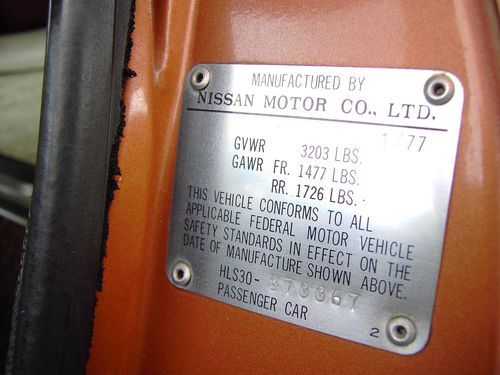 MANUFACTURED BY
NISSAN MOTOR CO., LTD.
1/77
GVWR 3203 LBS.
GAWR FR. 1477 LBS.
RR. 1726 LBS.
THIS VEHICLE CONFORMS TO ALL
APPLICABLE FEDERAL MOTOR VEHICLE
SAFETY STANDARDS IN EFFECT ON THE
DATE OF MANUFACTURE SHOWN ABOVE.
HLS30-373367
PASSENGER CAR
2